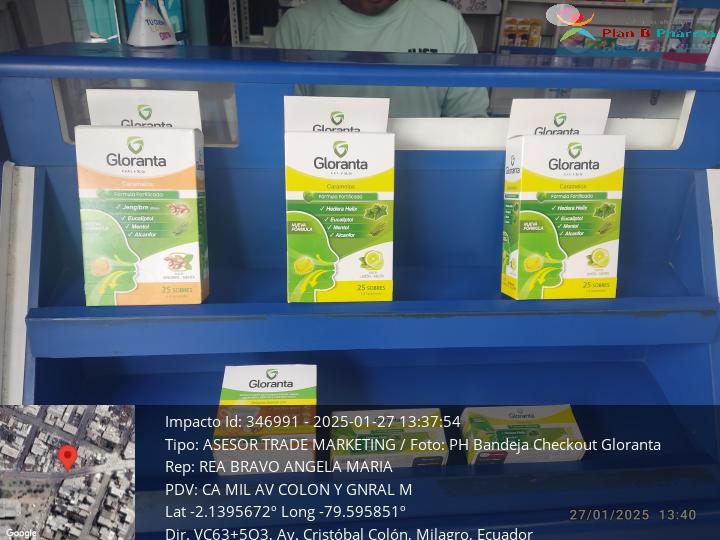 Plan B Pharma
Gloranta
Gloranta
Gloranta
Gloranta
Caramelos
Fórmula Fortificada
Jengibre
Eucaliptol
Mentol
Alcanfor
NUEVA
FÓRMULA
25 SOBRES
Gloranta
Caramelos
Fórmula Fortificada
Hedera Helix
Eucaliptol
Mentol
Alcanfor
NUEVA
FÓRMULA
25 SOBRES
Gloranta
Caramelos
Fórmula Fortificada
Hedera Helix
Eucaliptol
Mentol
Alcanfor
NUEVA
FÓRMULA
25 SOBRES
Gloranta
Impacto Id: 346991 - 2025-01-27 13:37:54
Tipo: ASESOR TRADE MARKETING / Foto: PH Bandeja Checkout Gloranta
Rep: REA BRAVO ANGELA MARIA
PDV: CA MIL AV COLON Y GNRAL M
Lat -2.1395672° Long -79.595851°
27/01/2025 13:40
Dir. VC63+5Q3, Av. Cristóbal Colón, Milagro, Ecuador
Google